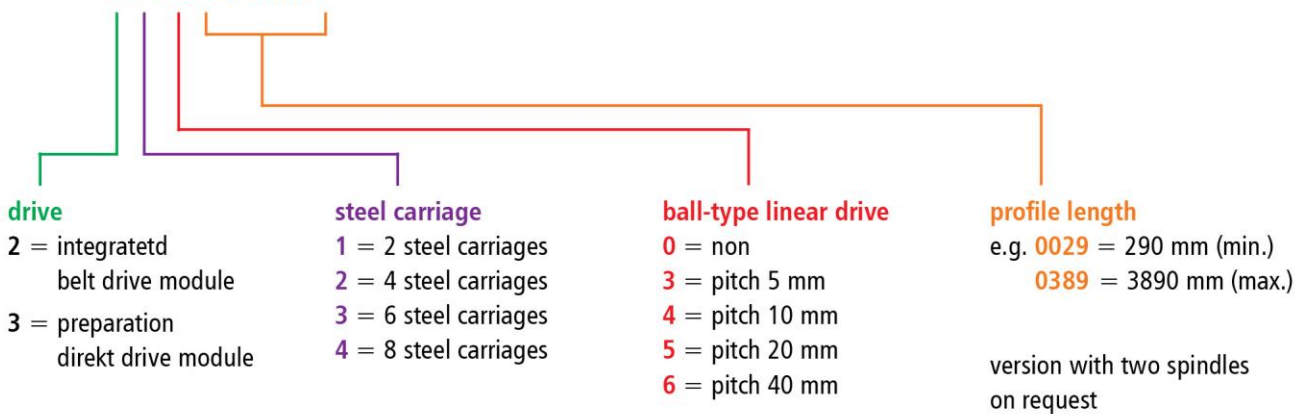 drive
2 = integratetd
belt drive module
3 = preparation
direkt drive module
steel carriage
1 = 2 steel carriages
2 = 4 steel carriages
3 = 6 steel carriages
4 = 8 steel carriages
ball-type linear drive
0 = non
3 = pitch 5 mm
4 = pitch 10 mm
5 = pitch 20 mm
6 = pitch 40 mm
profile length
e.g. 0029 = 290 mm (min.)
0389 = 3890 mm (max.)
version with two spindles
on request